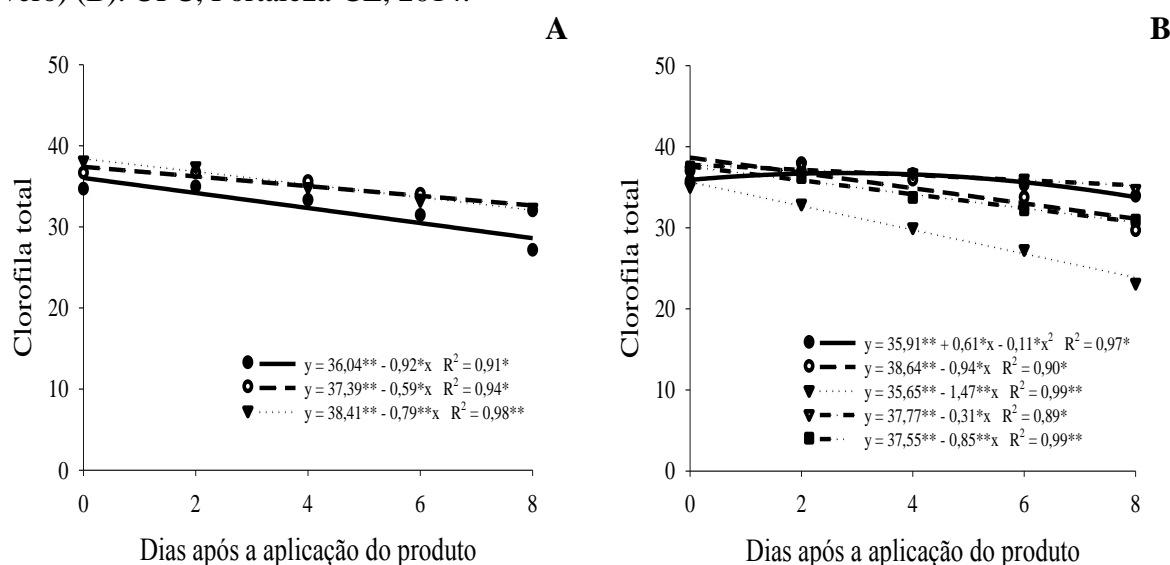 (B). UFC, Fortaleza-CE, 2014.
A
50
40
30
20
10
0
Clorofila total
y = 36,04** - 0,92*x R² = 0,91*
y = 37,39** - 0,59*x R² = 0,94*
y = 38,41** - 0,79**x R² = 0,98**
0 2 4 6 8
Dias após a aplicação do produto
B
50
40
30
20
10
0
Clorofila total
y = 35,91** + 0,61*x - 0,11*x² R² = 0,97*
y = 38,64** - 0,94*x R² = 0,90*
y = 35,65** - 1,47**x R² = 0,99**
y = 37,77** - 0,31*x R² = 0,89*
y = 37,55** - 0,85**x R² = 0,99**
0 2 4 6 8
Dias após a aplicação do produto